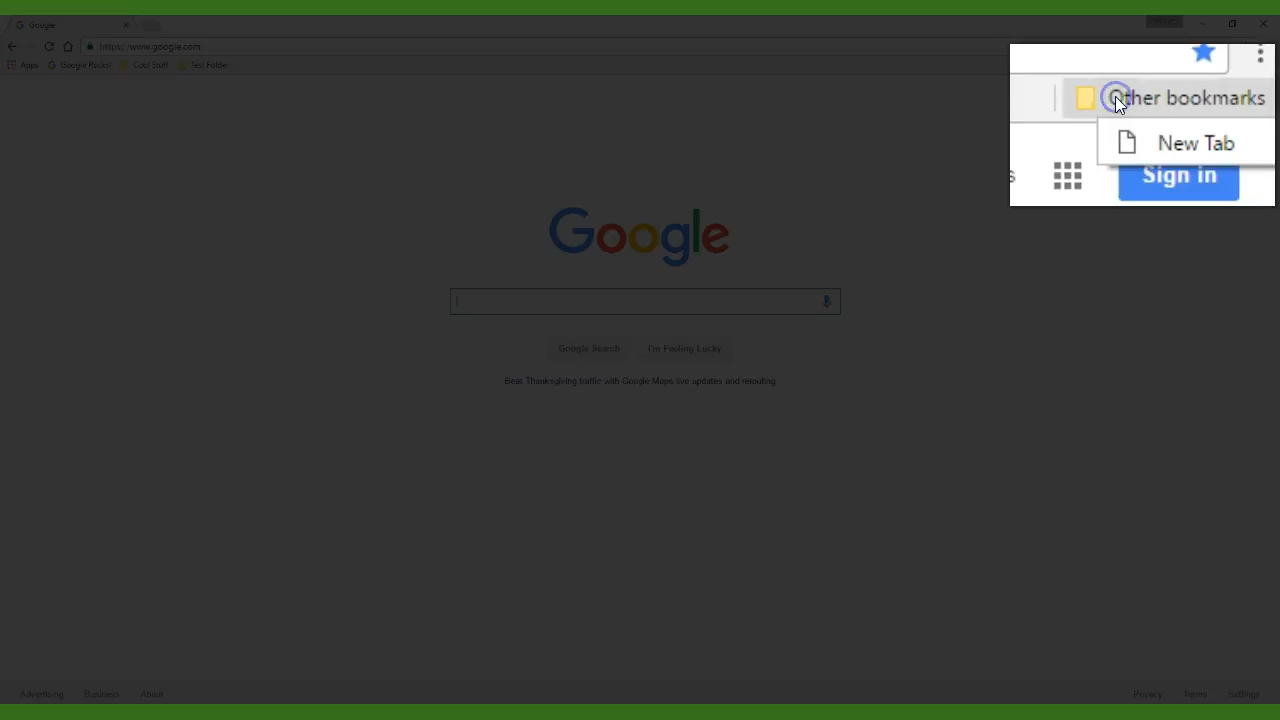 Google
https://www.google.com
Apps Google Rocks! Cool Stuff Test Folder
Other bookmarks
New Tab
s
Sign in
Google
Google Search I'm Feeling Lucky
Beat Thanksgiving traffic with Google Maps live updates and rerouting
Advertising Business About
Privacy Terms Settings